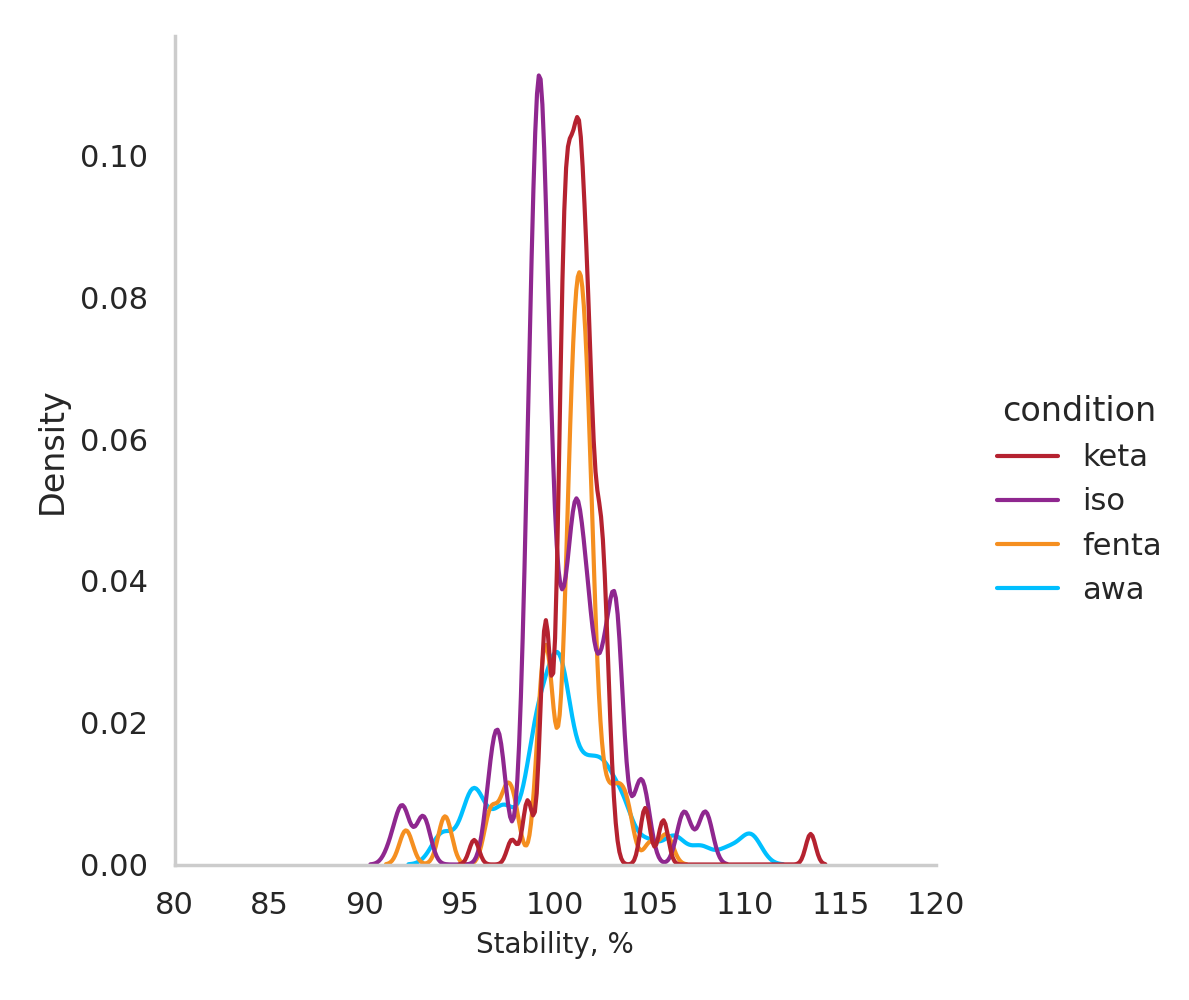 Density
0.10
0.08
0.06
0.04
0.02
0.00
80 85 90 95 100 105 110 115 120
Stability, %
condition
keta
iso
fenta
awa